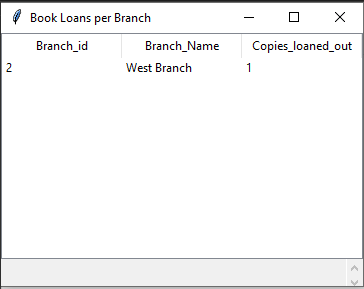 Book Loans per Branch
Branch_id Branch_Name Copies_loaned_out
2 West Branch 1